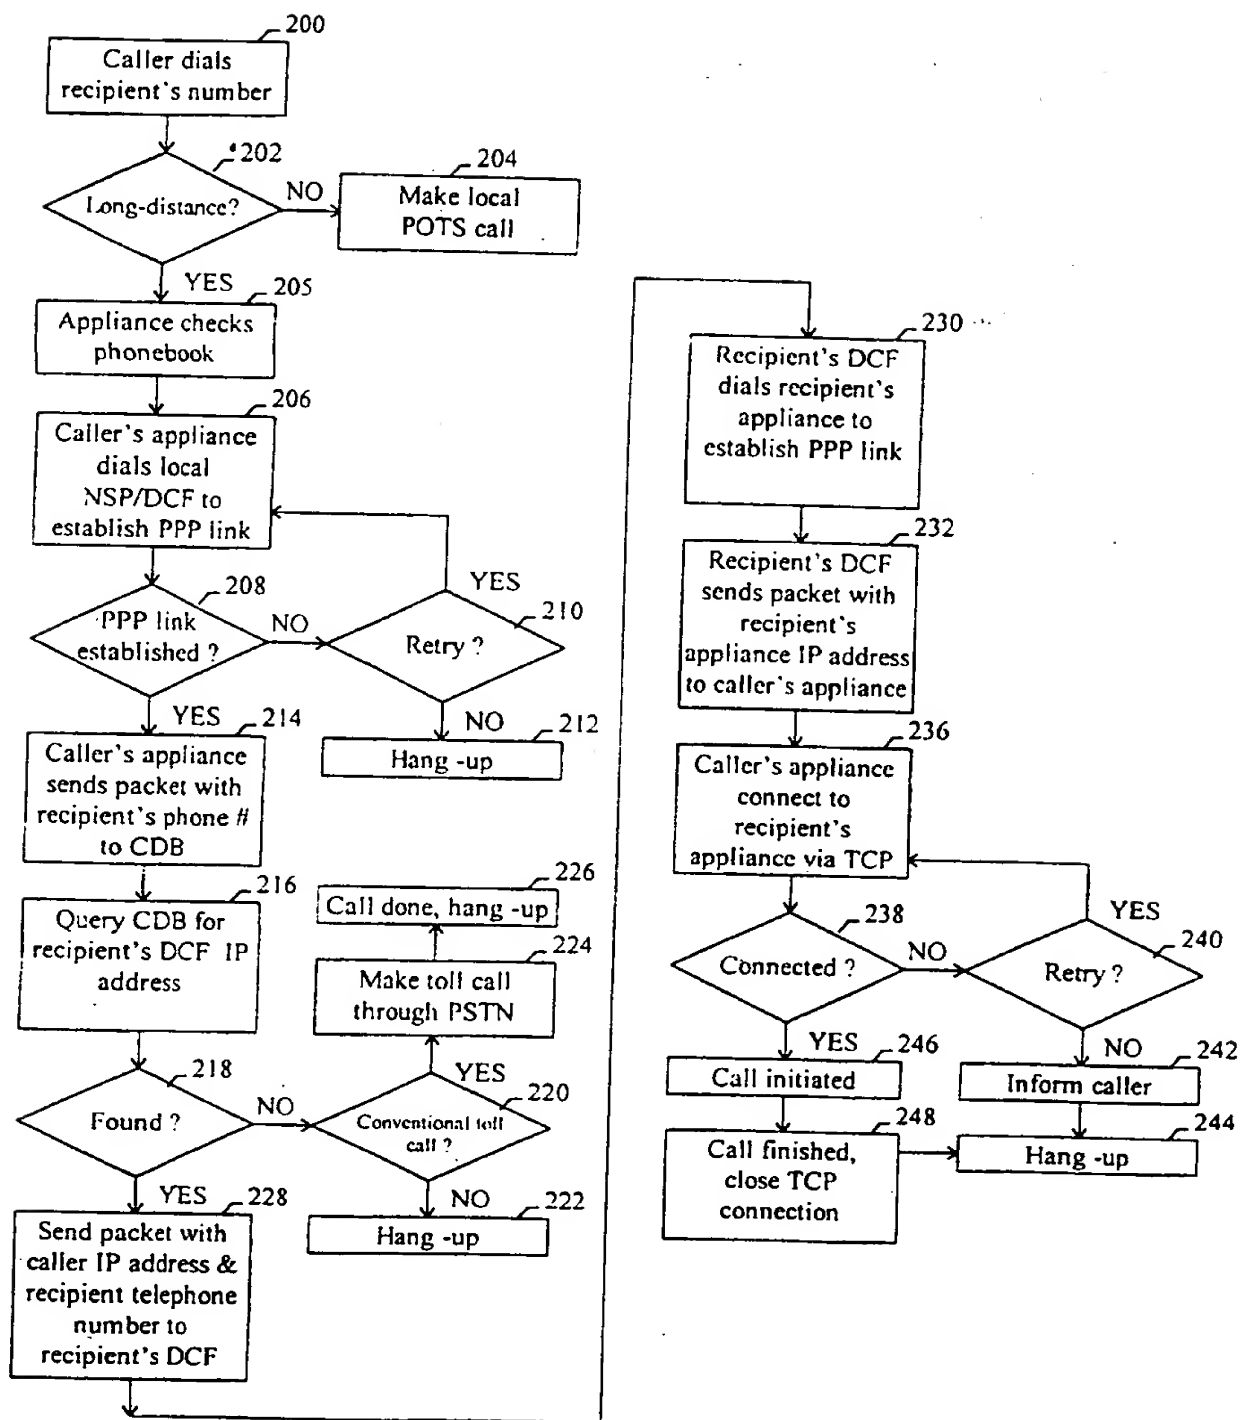 200
Caller dials
recipient's number
202
Long-distance?
NO
204
Make local
POTS call
YES
205
Appliance checks
phonebook
206
Caller's appliance
dials local
NSP/DCF to
establish PPP link
208
PPP link
established ?
NO
YES
210
Retry ?
NO
212
Hang -up
YES
214
Caller's appliance
sends packet with
recipient's phone #
to CDB
216
Query CDB for
recipient's DCF IP
address
226
Call done, hang -up
224
Make toll call
through PSTN
YES
218
Found ?
NO
220
Conventional toll
call ?
NO
222
Hang -up
YES
228
Send packet with
caller IP address &
recipient telephone
number to
recipient's DCF
230
Recipient's DCF
dials recipient's
appliance to
establish PPP link
232
Recipient's DCF
sends packet with
recipient's
appliance IP address
to caller's appliance
236
Caller's appliance
connect to
recipient's
appliance via TCP
238
Connected ?
NO
YES
240
Retry ?
YES
246
Call initiated
NO
242
Inform caller
248
Call finished,
close TCP
connection
244
Hang -up